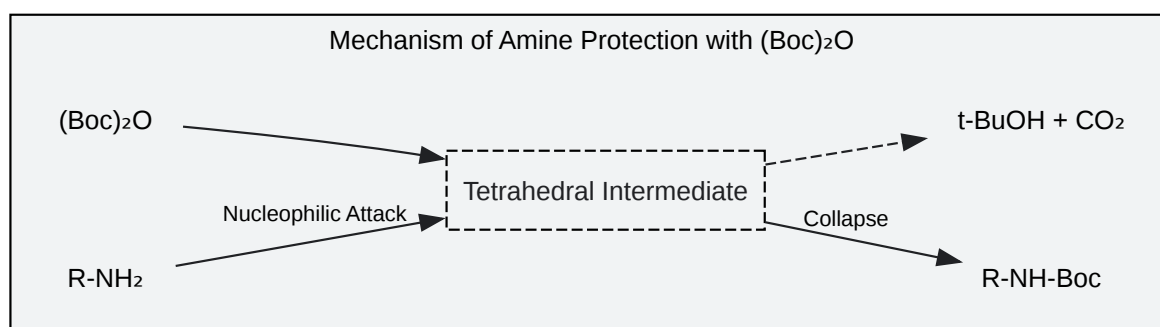 Mechanism of Amine Protection with (Boc)₂O
(Boc)₂O
t-BuOH + CO₂
Tetrahedral Intermediate
Nucleophilic Attack
Collapse
R-NH₂
R-NH-Boc